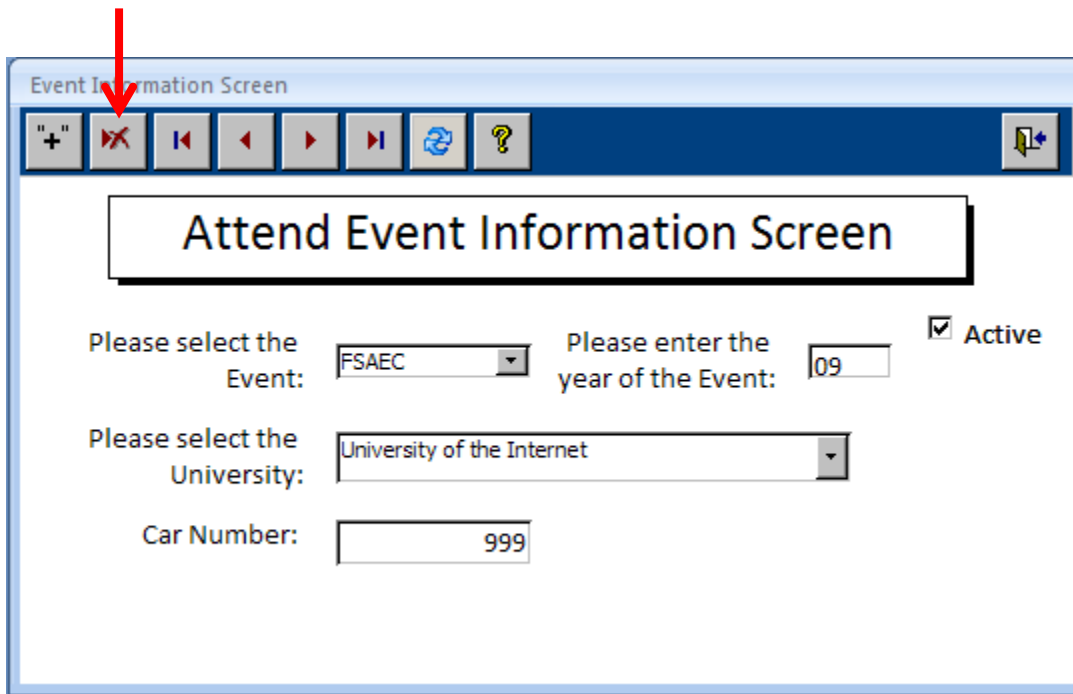 Event Information Screen
"+"
Attend Event Information Screen
Please select the
Event:
FSAEC
Please enter the
year of the Event:
09
Active
Please select the
University:
University of the Internet
Car Number:
999